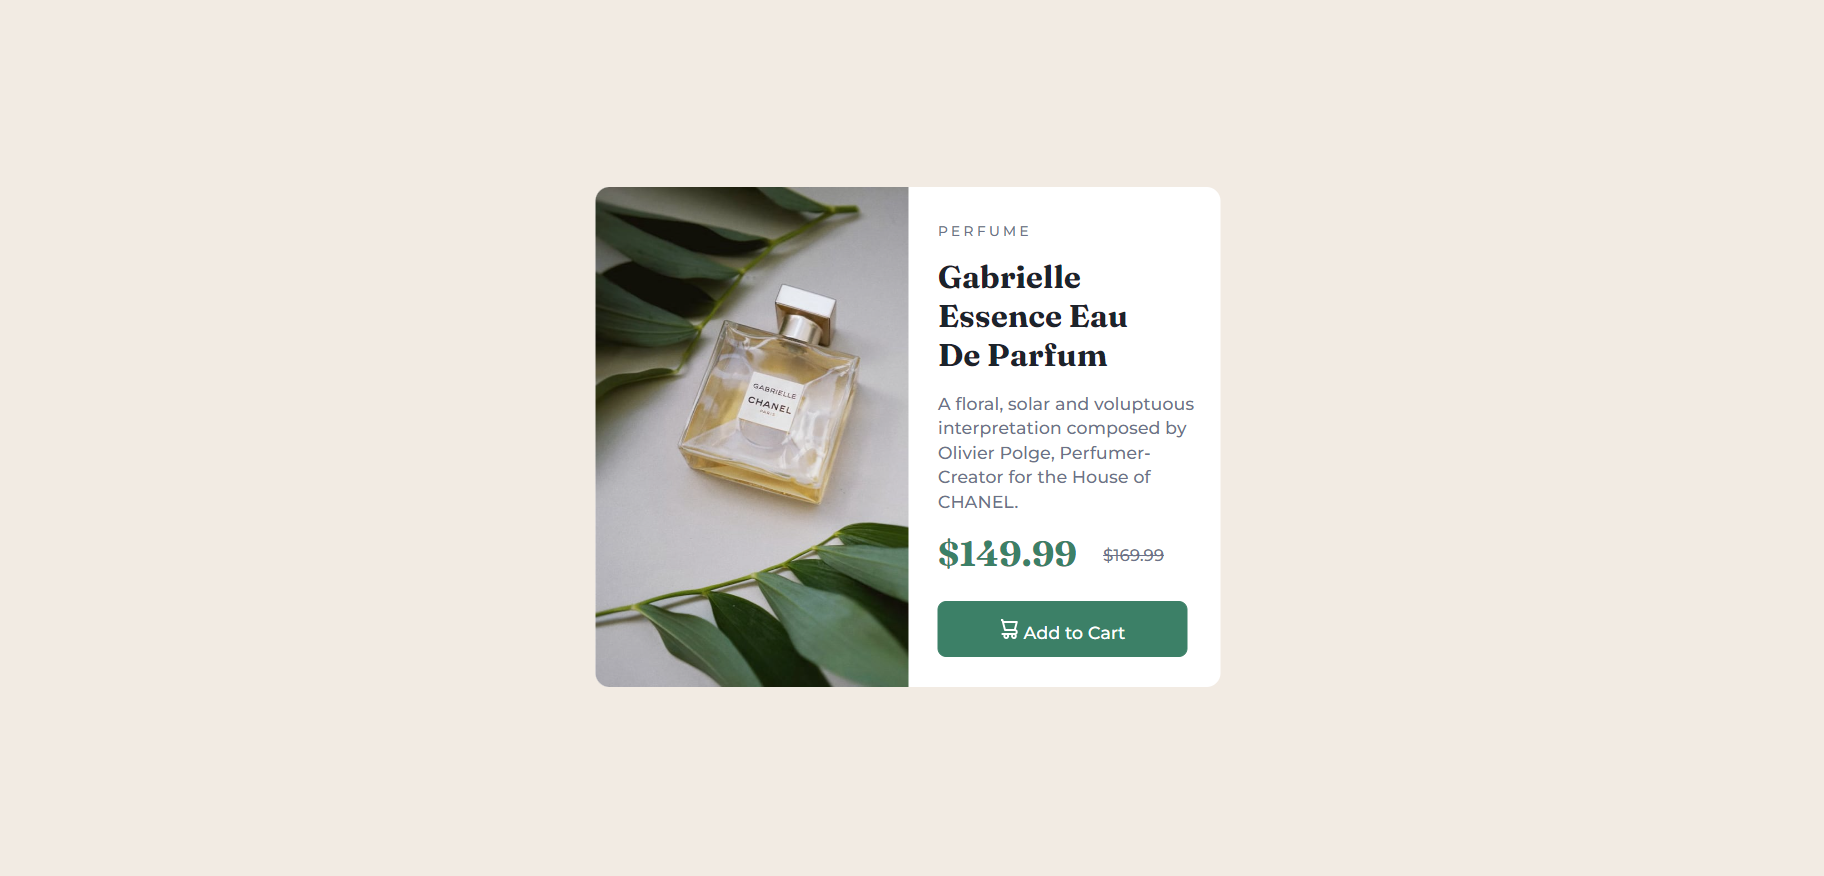 GABRIELLE
CHANEL
PARIS
PERFUME
Gabrielle
Essence Eau
De Parfum
A floral, solar and voluptuous
interpretation composed by
Olivier Polge, Perfumer-
Creator for the House of
CHANEL.
$149.99 $169.99
Add to Cart